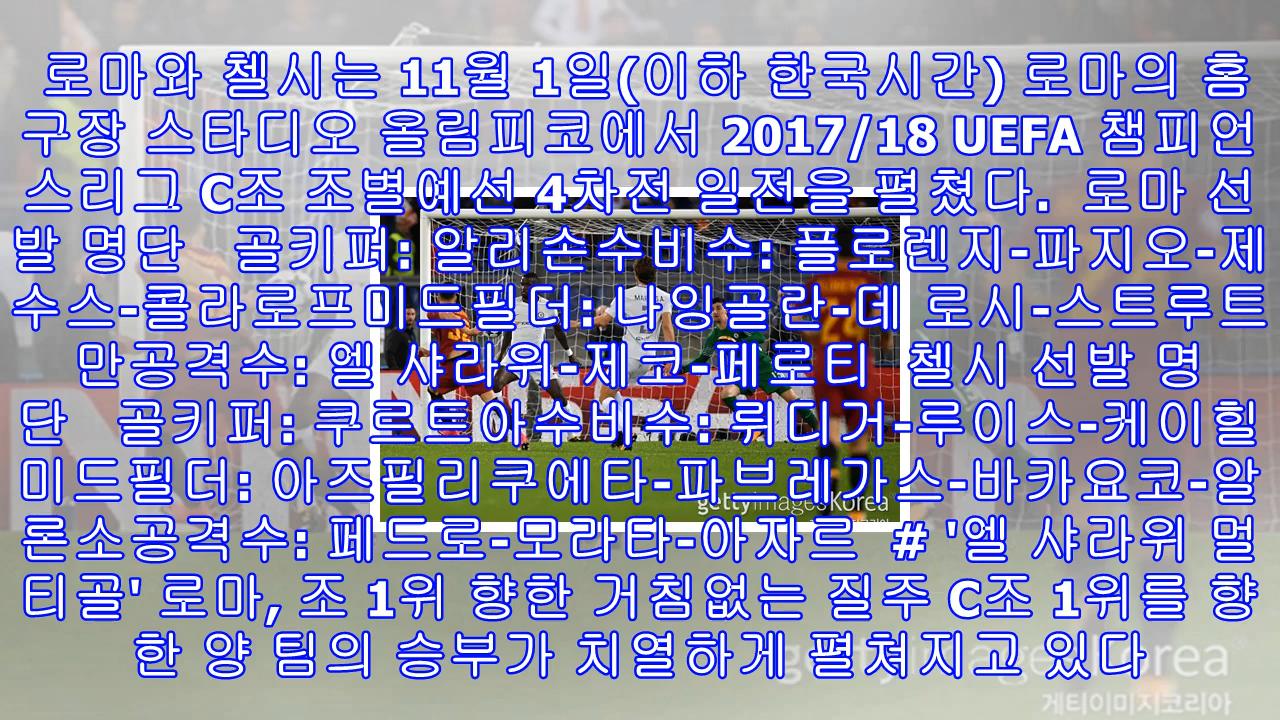 로마와 첼시는 11월 1일(이하 한국시간) 로마의 홈
구장 스타디오 올림피코에서 2017/18 UEFA 챔피언
스리그 C조 조별예선 4차전 일전을 펼쳤다. 로마 선
발 명단 골키퍼: 알리손수비수: 플로렌지-파지오-제
수스-콜라로프미드필더: 나잉골란-데 로시-스트루트
만공격수: 엘 샤라위-제코-페로티 첼시 선발 명
단 골키퍼: 쿠르트아수비수: 뤼디거-루이스-케이힐
미드필더: 아즈필리쿠에타-파브레가스-바카요코-알
론소공격수: 페드로-모라타-아자르 # '엘 샤라위 멀
티골' 로마, 조 1위 향한 거침없는 질주 C조 1위를 향
한 양 팀의 승부가 치열하게 펼쳐지고 있다
gettyimagesKorea
gettyimagesKorea
게티이미지코리아